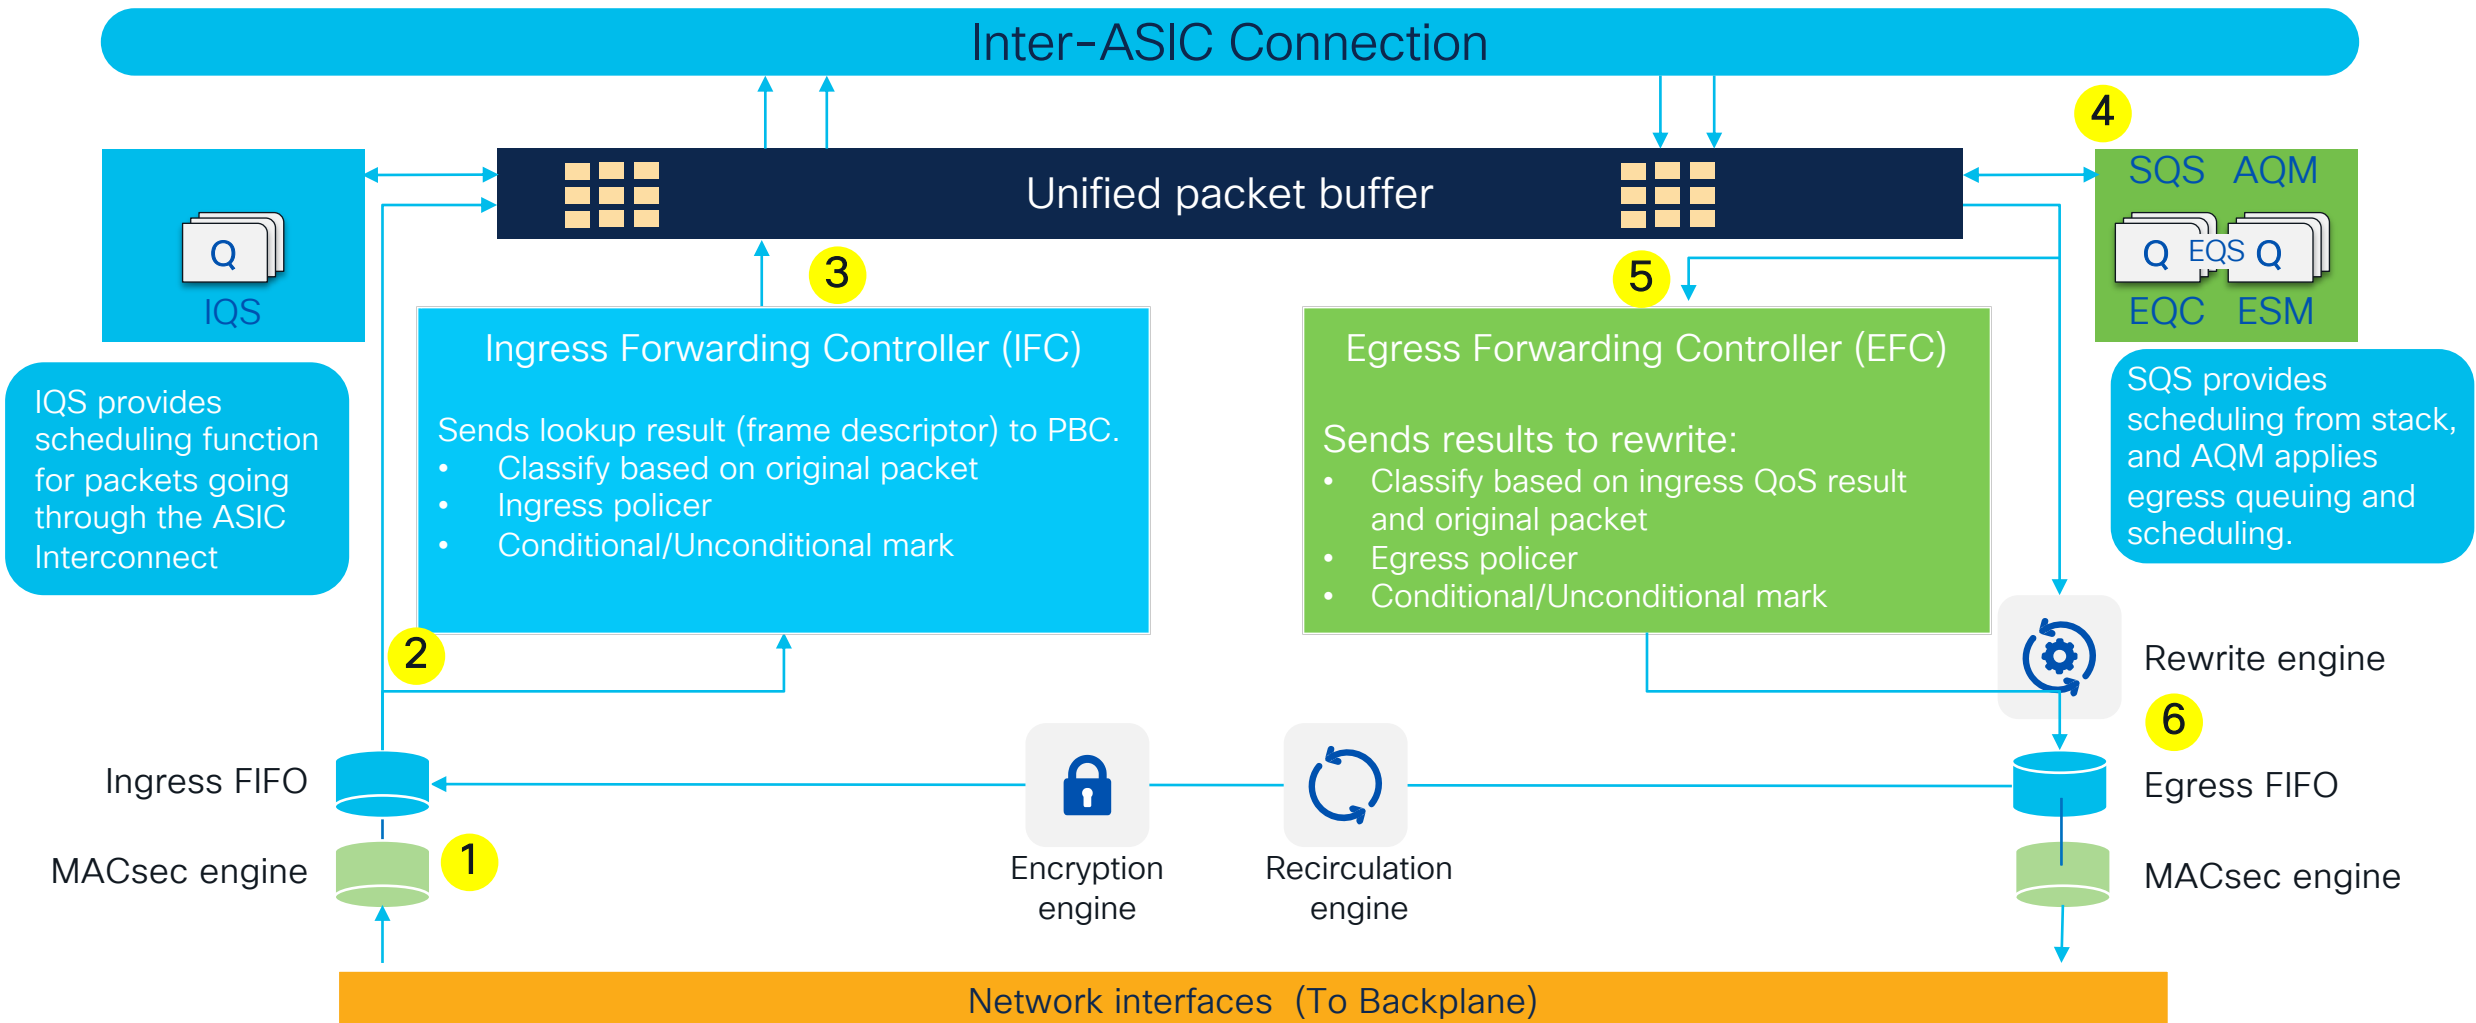 Inter-ASIC Connection
4
SQS AQM
Unified packet buffer
Q
IQS
3
5
Q EQS Q
EQC ESM
Ingress Forwarding Controller (IFC)
Sends lookup result (frame descriptor) to PBC.
• Classify based on original packet
• Ingress policer
• Conditional/Unconditional mark
Egress Forwarding Controller (EFC)
Sends results to rewrite:
• Classify based on ingress QoS result
and original packet
• Egress policer
• Conditional/Unconditional mark
IQS provides
scheduling function
for packets going
through the ASIC
Interconnect
SQS provides
scheduling from stack,
and AQM applies
egress queuing and
scheduling.
2
Rewrite engine
6
Ingress FIFO
Egress FIFO
MACsec engine
1
Encryption
engine
Recirculation
engine
MACsec engine
Network interfaces (To Backplane)